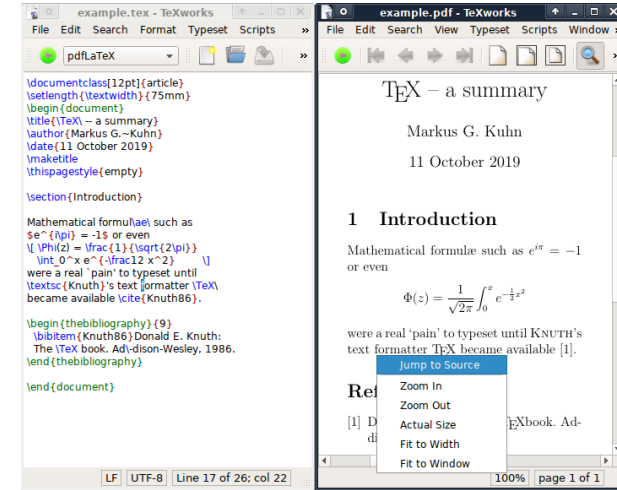 example.tex - TeXworks
File Edit Search Format Typeset Scripts »
pdfLaTeX »
\documentclass[12pt]{article}
\setlength{\textwidth}{75mm}
\begin{document}
\title{\TeX\ -- a summary}
\author{Markus G.~Kuhn}
\date{11 October 2019}
\maketitle
\thispagestyle{empty}
\section{Introduction}
Mathematical formul\ae\ such as
$e^{i\pi} = -1$ or even
\[ \Phi(z) = \frac{1}{\sqrt{2\pi}}
\int_0^x e^{-\frac12 x^2} \]
were a real `pain' to typeset until
\textsc{Knuth}'s text formatter \TeX\
became available \cite{Knuth86}.
\begin{thebibliography}{9}
\bibitem{Knuth86}Donald E. Knuth:
The \TeX book. Ad\-dison-Wesley, 1986.
\end{thebibliography}
\end{document}
LF UTF-8 Line 17 of 26; col 22
example.pdf - TeXworks
File Edit Search View Typeset Scripts Window
»
TEX – a summary
Markus G. Kuhn
11 October 2019
1 Introduction
Mathematical formulæ such as e^{iπ} = −1
or even
Φ(z) = 1/√2π ∫₀ˣ e^{−½x²}
were a real ‘pain’ to typeset until KNUTH’s
text formatter TEX became available [1].
Jump to Source
Zoom In
Zoom Out
Actual Size
Fit to Width
Fit to Window
Ref
[1] D EXbook. Ad-
di
100% page 1 of 1